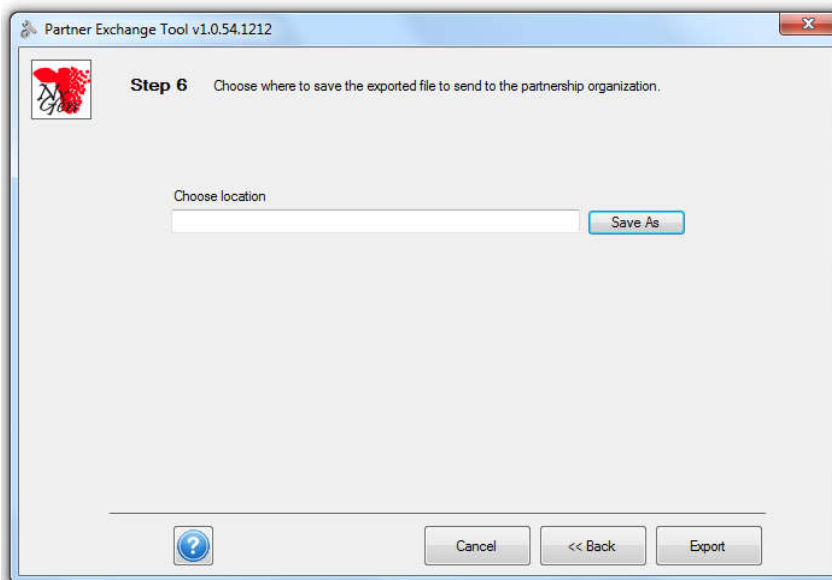 Partner Exchange Tool v1.0.54.1212
Step 6 Choose where to save the exported file to send to the partnership organization.
Choose location
Save As
? Cancel << Back Export